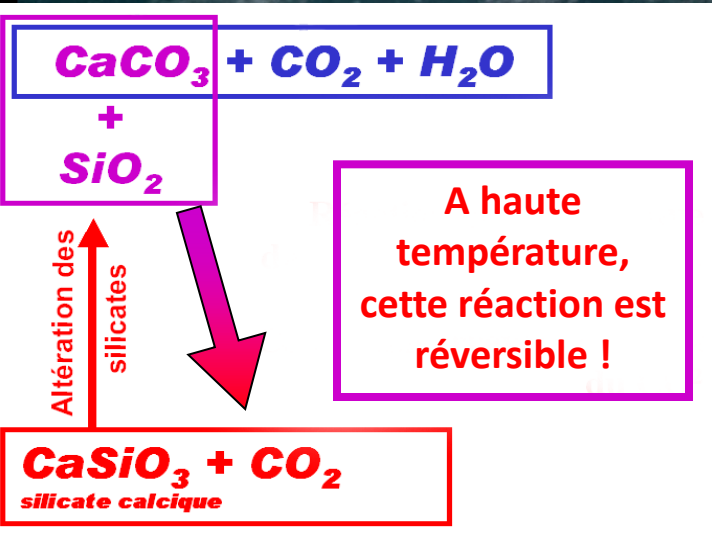 CaCO₃ + CO₂ + H₂O
+
SiO₂
A haute
température,
cette réaction est
réversible !
Altération des
silicates
CaSiO₃ + CO₂
silicate calcique